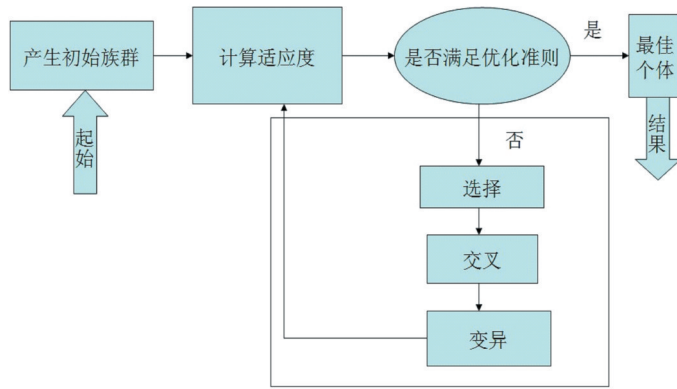 产生初始族群
计算适应度
是否满足优化准则
是
最佳
个体
起始
结果
否
选择
交叉
变异